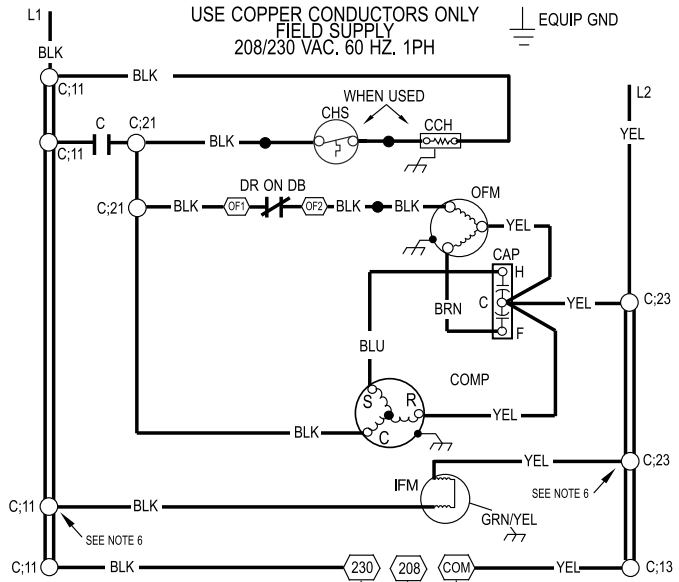 L1
USE COPPER CONDUCTORS ONLY
FIELD SUPPLY
208/230 VAC. 60 HZ. 1PH
EQUIP GND
BLK
C;11
BLK
WHEN USED
L2
C;11
C
C;21
BLK
CHS
CCH
YEL
C;21
BLK
DR ON DB
OF1
OF2
BLK
BLK
OFM
YEL
CAP
H
C
F
BRN
YEL
C;23
BLU
COMP
S
R
C
YEL
BLK
YEL
C;23
IFM
SEE NOTE 6
C;11
BLK
GRN/YEL
SEE NOTE 6
C;11
BLK
230
208
COM
YEL
C;13